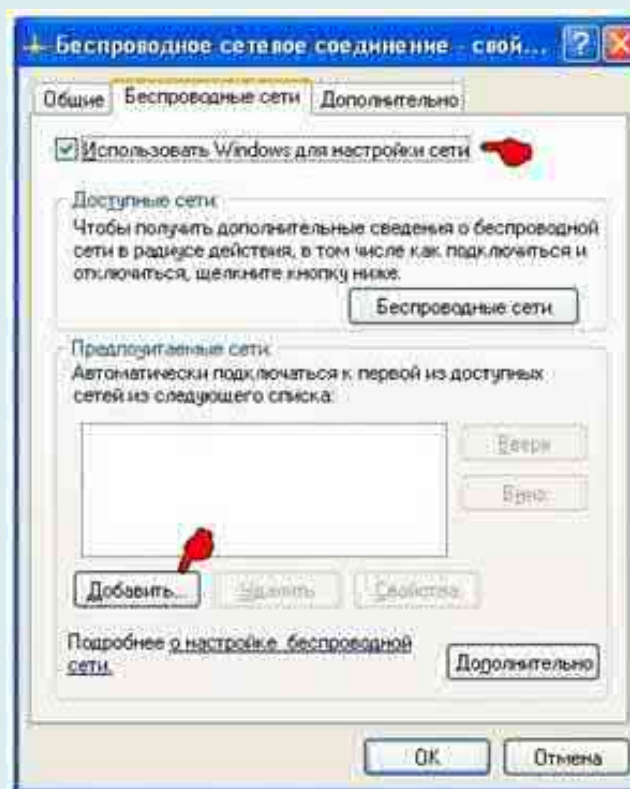 Беспроводное сетевое соединение - свой...
Общие Беспроводные сети Дополнительно
Использовать Windows для настройки сети
Доступные сети:
Чтобы получить дополнительные сведения о беспроводной
сети в радиусе действия, в том числе как подключиться и
отключиться, щелкните кнопку ниже.
Беспроводные сети
Предпочитаемые сети:
Автоматически подключаться к первой из доступных
сетей из следующего списка:
Вверх
Вниз
Добавить... Удалить Свойства
Подробнее о настройке беспроводной
сети.
Дополнительно
ОК Отмена